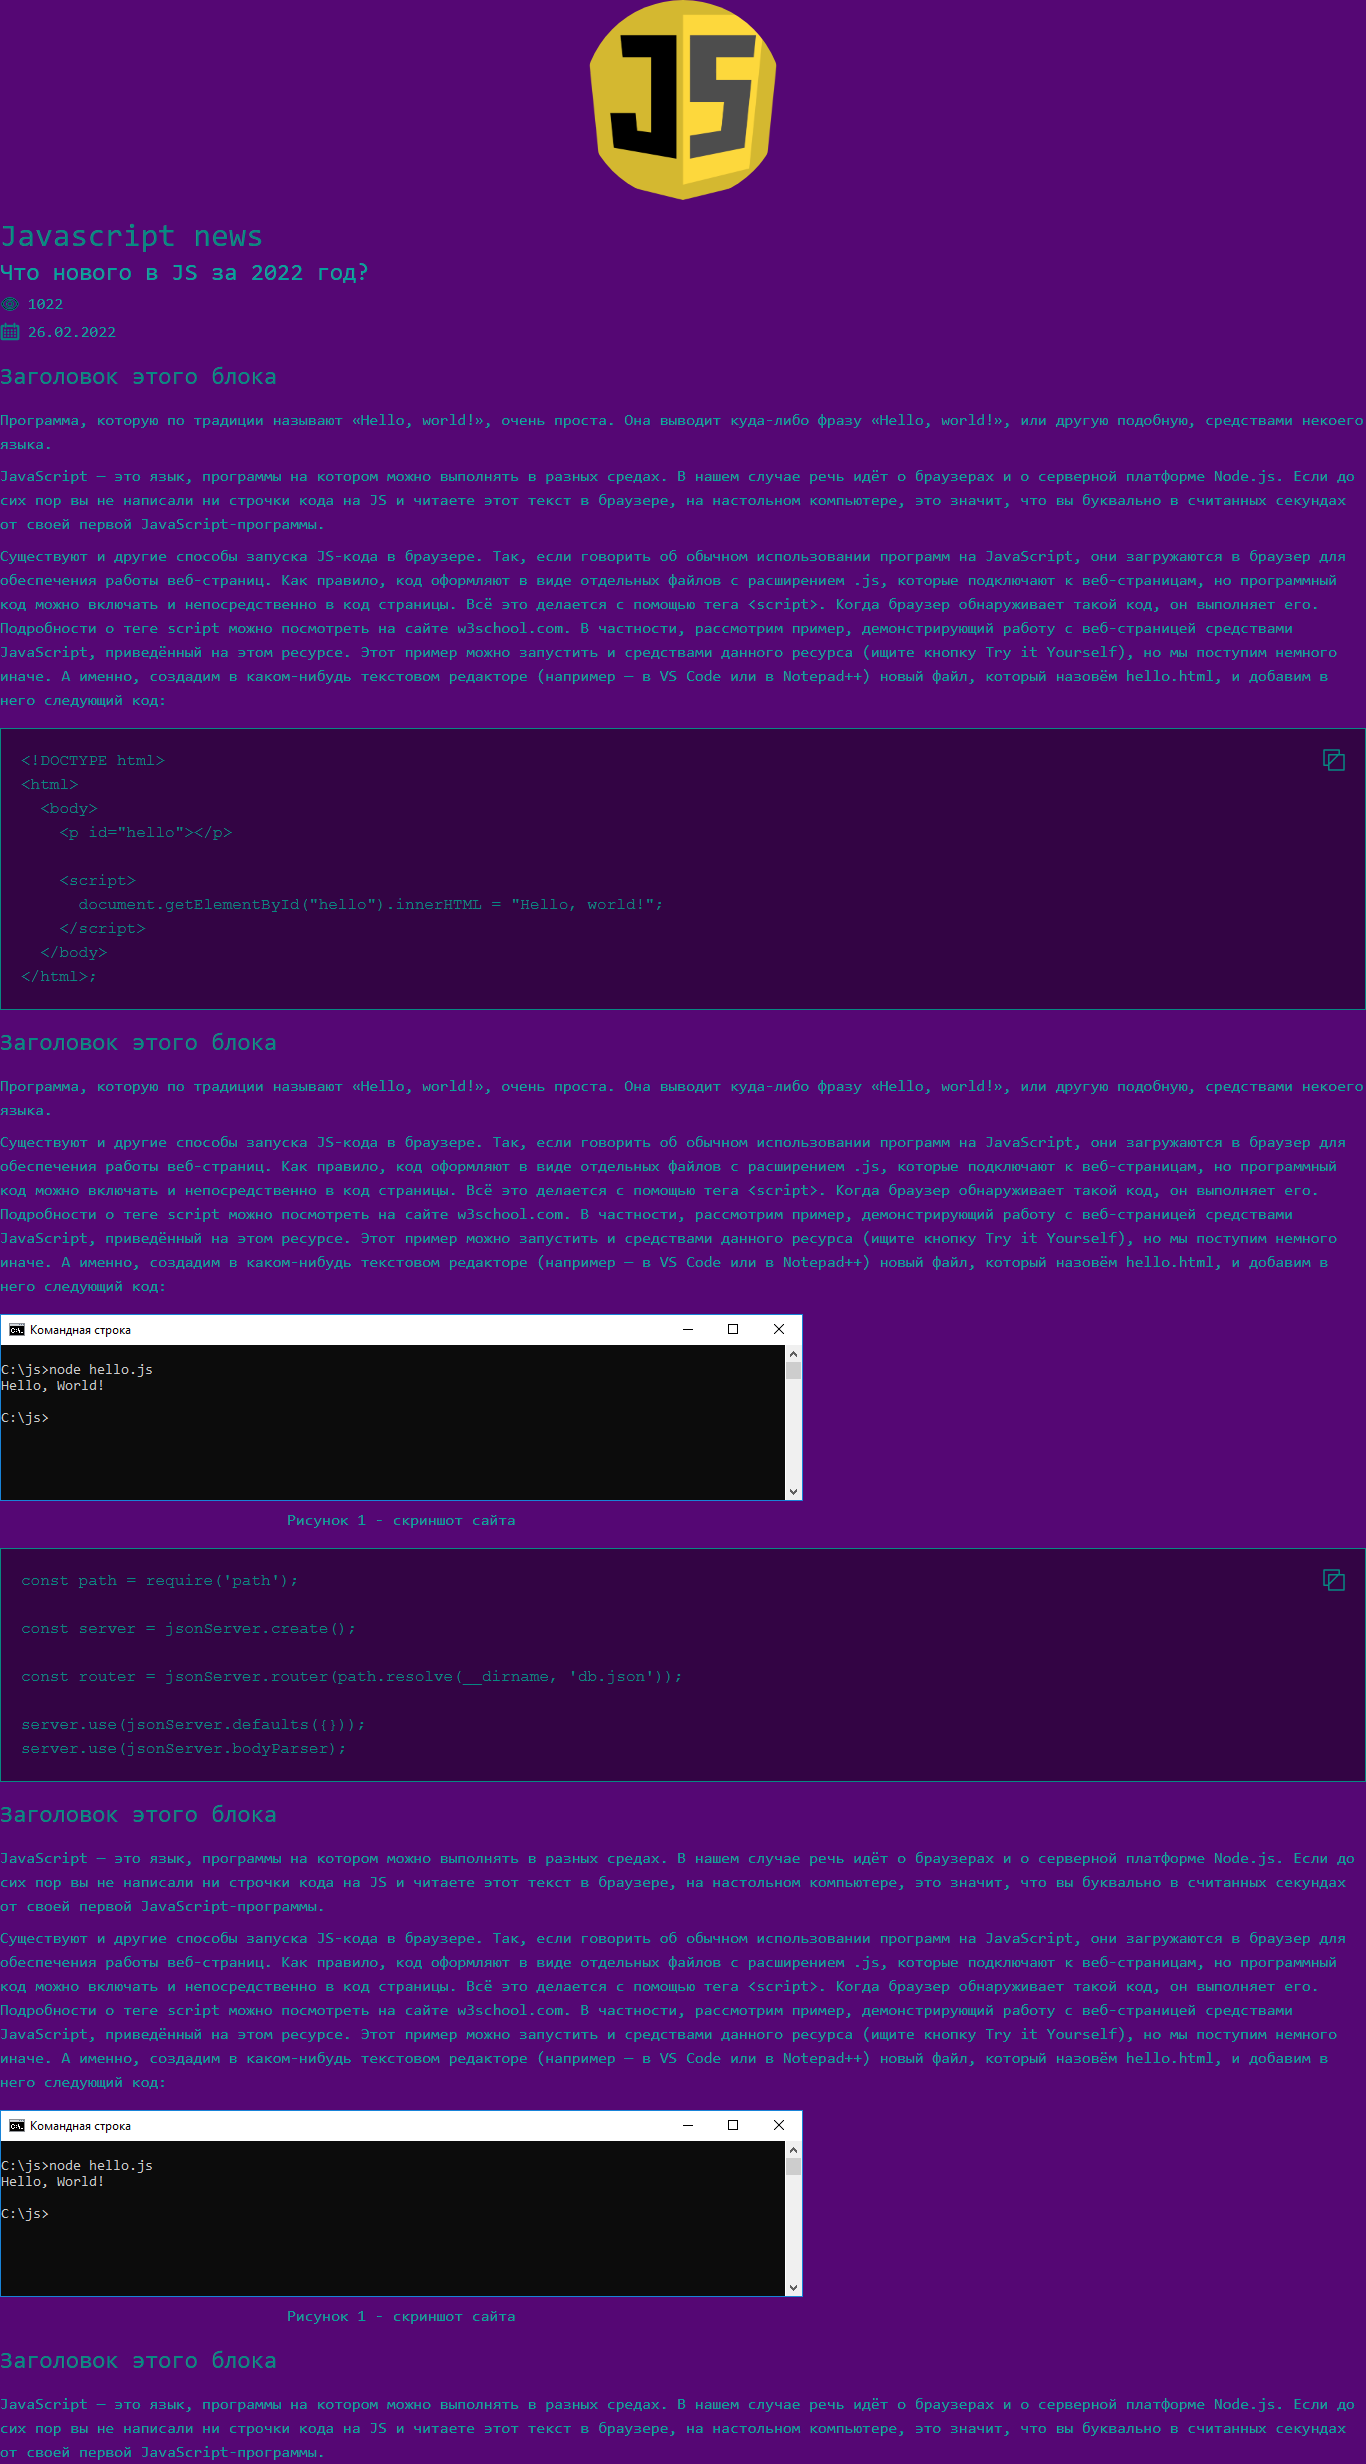 JS
Javascript news
Что нового в JS за 2022 год?
1022
26.02.2022
Заголовок этого блока
Программа, которую по традиции называют «Hello, world!», очень проста. Она выводит куда-либо фразу «Hello, world!», или другую подобную, средствами некоего
языка.
JavaScript — это язык, программы на котором можно выполнять в разных средах. В нашем случае речь идёт о браузерах и о серверной платформе Node.js. Если до
сих пор вы не написали ни строчки кода на JS и читаете этот текст в браузере, на настольном компьютере, это значит, что вы буквально в считанных секундах
от своей первой JavaScript-программы.
Существуют и другие способы запуска JS-кода в браузере. Так, если говорить об обычном использовании программ на JavaScript, они загружаются в браузер для
обеспечения работы веб-страниц. Как правило, код оформляют в виде отдельных файлов с расширением .js, которые подключают к веб-страницам, но программный
код можно включать и непосредственно в код страницы. Всё это делается с помощью тега <script>. Когда браузер обнаруживает такой код, он выполняет его.
Подробности о теге script можно посмотреть на сайте w3school.com. В частности, рассмотрим пример, демонстрирующий работу с веб-страницей средствами
JavaScript, приведённый на этом ресурсе. Этот пример можно запустить и средствами данного ресурса (ищите кнопку Try it Yourself), но мы поступим немного
иначе. А именно, создадим в каком-нибудь текстовом редакторе (например — в VS Code или в Notepad++) новый файл, который назовём hello.html, и добавим в
него следующий код:
<!DOCTYPE html>
<html>
  <body>
    <p id="hello"></p>
    <script>
      document.getElementById("hello").innerHTML = "Hello, world!";
    </script>
  </body>
</html>;
Заголовок этого блока
Программа, которую по традиции называют «Hello, world!», очень проста. Она выводит куда-либо фразу «Hello, world!», или другую подобную, средствами некоего
языка.
Существуют и другие способы запуска JS-кода в браузере. Так, если говорить об обычном использовании программ на JavaScript, они загружаются в браузер для
обеспечения работы веб-страниц. Как правило, код оформляют в виде отдельных файлов с расширением .js, которые подключают к веб-страницам, но программный
код можно включать и непосредственно в код страницы. Всё это делается с помощью тега <script>. Когда браузер обнаруживает такой код, он выполняет его.
Подробности о теге script можно посмотреть на сайте w3school.com. В частности, рассмотрим пример, демонстрирующий работу с веб-страницей средствами
JavaScript, приведённый на этом ресурсе. Этот пример можно запустить и средствами данного ресурса (ищите кнопку Try it Yourself), но мы поступим немного
иначе. А именно, создадим в каком-нибудь текстовом редакторе (например — в VS Code или в Notepad++) новый файл, который назовём hello.html, и добавим в
него следующий код:
Командная строка
C:\js>node hello.js
Hello, World!
C:\js>
Рисунок 1 - скриншот сайта
const path = require('path');
const server = jsonServer.create();
const router = jsonServer.router(path.resolve(__dirname, 'db.json'));
server.use(jsonServer.defaults({}));
server.use(jsonServer.bodyParser);
Заголовок этого блока
JavaScript — это язык, программы на котором можно выполнять в разных средах. В нашем случае речь идёт о браузерах и о серверной платформе Node.js. Если до
сих пор вы не написали ни строчки кода на JS и читаете этот текст в браузере, на настольном компьютере, это значит, что вы буквально в считанных секундах
от своей первой JavaScript-программы.
Существуют и другие способы запуска JS-кода в браузере. Так, если говорить об обычном использовании программ на JavaScript, они загружаются в браузер для
обеспечения работы веб-страниц. Как правило, код оформляют в виде отдельных файлов с расширением .js, которые подключают к веб-страницам, но программный
код можно включать и непосредственно в код страницы. Всё это делается с помощью тега <script>. Когда браузер обнаруживает такой код, он выполняет его.
Подробности о теге script можно посмотреть на сайте w3school.com. В частности, рассмотрим пример, демонстрирующий работу с веб-страницей средствами
JavaScript, приведённый на этом ресурсе. Этот пример можно запустить и средствами данного ресурса (ищите кнопку Try it Yourself), но мы поступим немного
иначе. А именно, создадим в каком-нибудь текстовом редакторе (например — в VS Code или в Notepad++) новый файл, который назовём hello.html, и добавим в
него следующий код:
Командная строка
C:\js>node hello.js
Hello, World!
C:\js>
Рисунок 1 - скриншот сайта
Заголовок этого блока
JavaScript — это язык, программы на котором можно выполнять в разных средах. В нашем случае речь идёт о браузерах и о серверной платформе Node.js. Если до
сих пор вы не написали ни строчки кода на JS и читаете этот текст в браузере, на настольном компьютере, это значит, что вы буквально в считанных секундах
от своей первой JavaScript-программы.